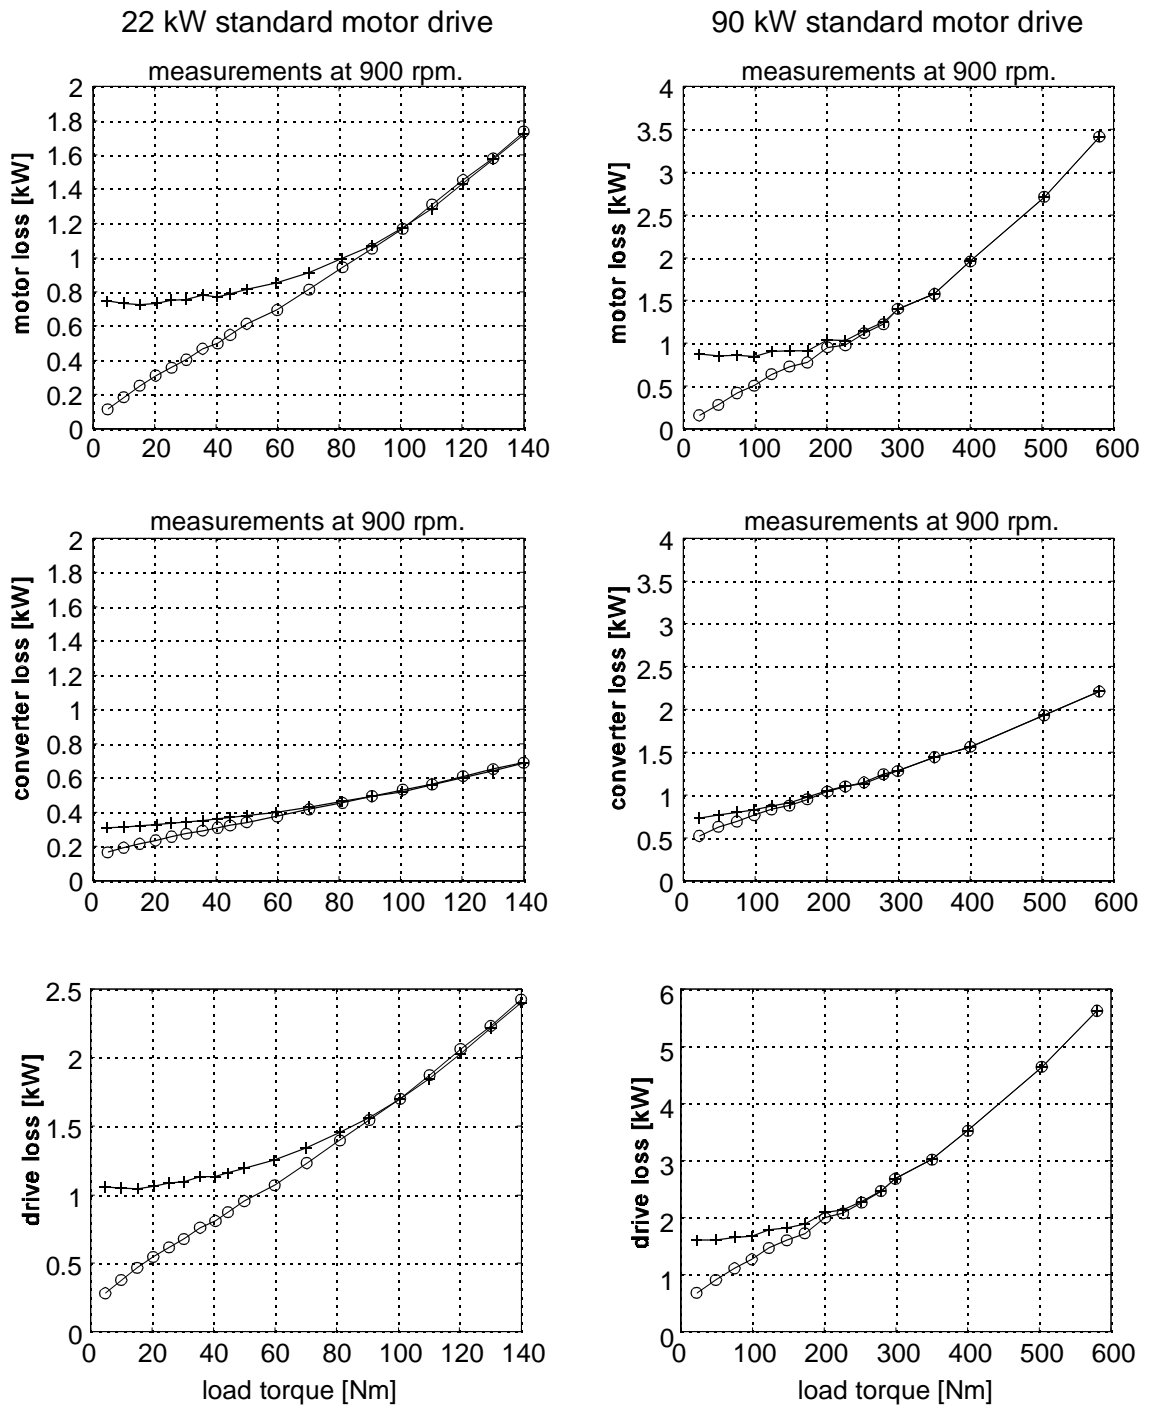 22 kW standard motor drive
90 kW standard motor drive
measurements at 900 rpm.
2
1.8
1.6
1.4
1.2
1
0.8
0.6
0.4
0.2
0
motor loss [kW]
0 20 40 60 80 100 120 140
measurements at 900 rpm.
4
3.5
3
2.5
2
1.5
1
0.5
0
motor loss [kW]
0 100 200 300 400 500 600
measurements at 900 rpm.
2
1.8
1.6
1.4
1.2
1
0.8
0.6
0.4
0.2
0
converter loss [kW]
0 20 40 60 80 100 120 140
measurements at 900 rpm.
4
3.5
3
2.5
2
1.5
1
0.5
0
converter loss [kW]
0 100 200 300 400 500 600
2.5
2
1.5
1
0.5
0
drive loss [kW]
0 20 40 60 80 100 120 140
load torque [Nm]
6
5
4
3
2
1
0
drive loss [kW]
0 100 200 300 400 500 600
load torque [Nm]